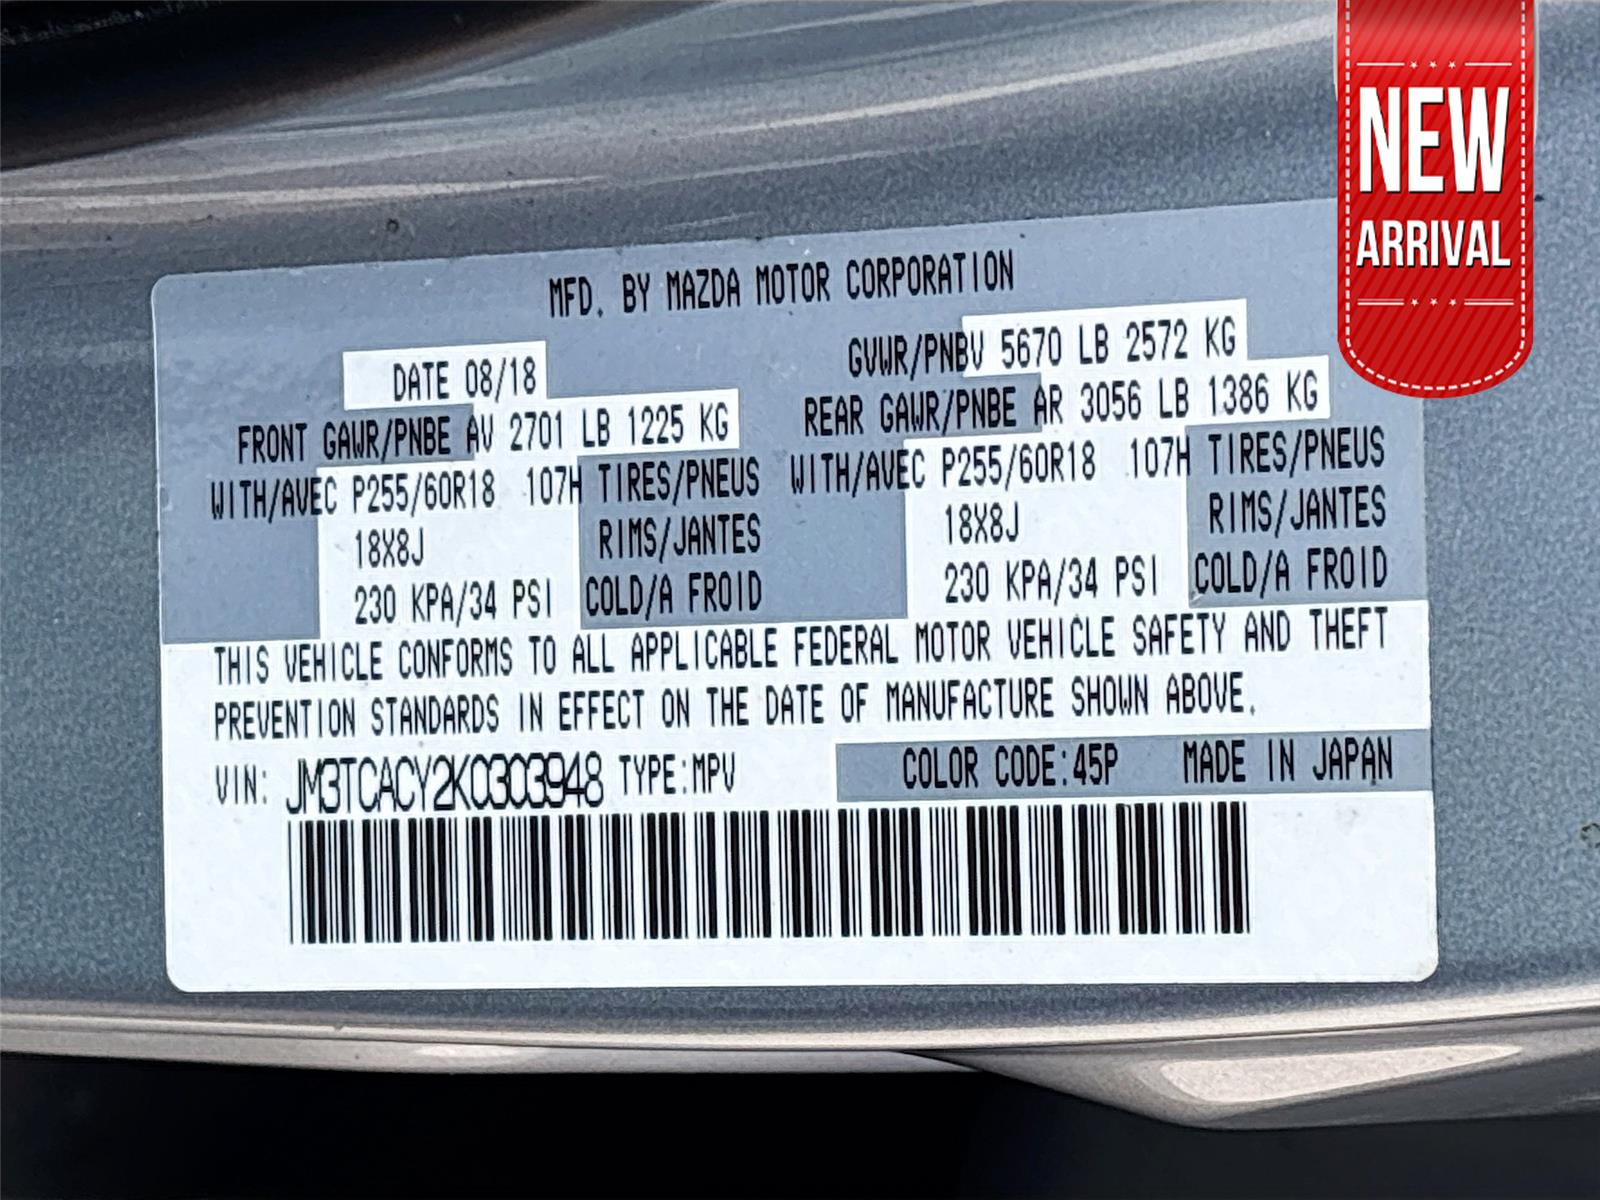 NEW
ARRIVAL
MFD. BY MAZDA MOTOR CORPORATION
DATE 08/18
GVWR/PNBV 5670 LB 2572 KG
FRONT GAWR/PNBE AV 2701 LB 1225 KG
REAR GAWR/PNBE AR 3056 LB 1386 KG
WITH/AVEC P255/60R18 107H TIRES/PNEUS
WITH/AVEC P255/60R18 107H TIRES/PNEUS
18X8J RIMS/JANTES
18X8J RIMS/JANTES
230 KPA/34 PSI COLD/A FROID
230 KPA/34 PSI COLD/A FROID
THIS VEHICLE CONFORMS TO ALL APPLICABLE FEDERAL MOTOR VEHICLE SAFETY AND THEFT
PREVENTION STANDARDS IN EFFECT ON THE DATE OF MANUFACTURE SHOWN ABOVE.
VIN: JM3TCACY2K0303948 TYPE:MPV COLOR CODE:45P MADE IN JAPAN